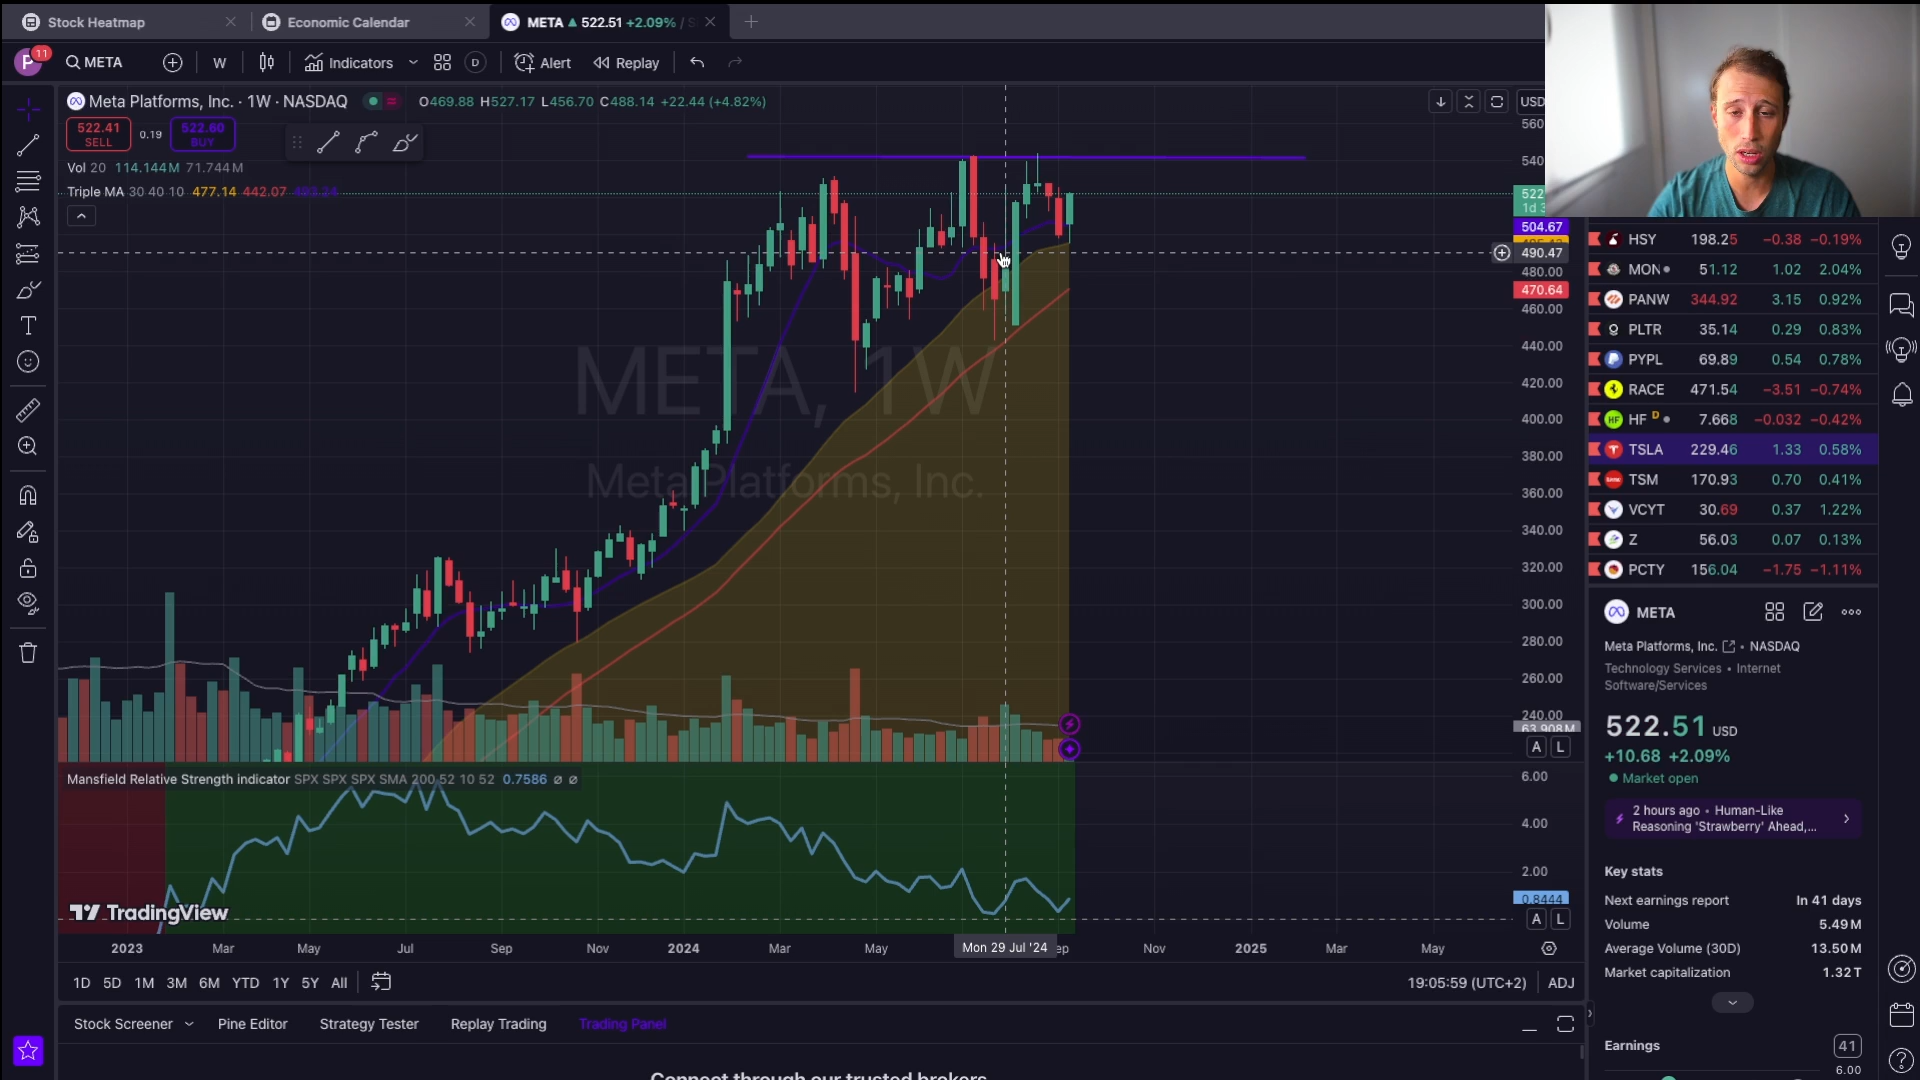 Stock Heatmap
Economic Calendar
META 522.51 +2.09%
P 11
META
W
Indicators
D
Alert
Replay
Meta Platforms, Inc. · 1W · NASDAQ
O469.88 H527.17 L456.70 C488.14 +22.44 (+4.82%)
USD
522.41
SELL
0.19
522.60
BUY
Vol 20 114.144M 71.744M
Triple MA 30 40 10 477.14 442.07
META, 1W
Meta Platforms, Inc.
560
540
522
1d
504.67
490.47
480.00
470.64
460.00
440.00
420.00
400.00
380.00
360.00
340.00
320.00
300.00
280.00
260.00
240.00
63.908M
A L
Mansfield Relative Strength indicator SPX SPX SPX SMA 200 52 10 52 0.7586 ∅ ∅
6.00
4.00
2.00
0.8444
A L
TradingView
2023 Mar May Jul Sep Nov 2024 Mar May Mon 29 Jul '24 ep Nov 2025 Mar May
1D 5D 1M 3M 6M YTD 1Y 5Y All
19:05:59 (UTC+2) ADJ
Stock Screener Pine Editor Strategy Tester Replay Trading Trading Panel
Connect through our trusted brokers
HSY 198.25 −0.38 −0.19%
MON 51.12 1.02 2.04%
PANW 344.92 3.15 0.92%
PLTR 35.14 0.29 0.83%
PYPL 69.89 0.54 0.78%
RACE 471.54 −3.51 −0.74%
HF D 7.668 −0.032 −0.42%
TSLA 229.46 1.33 0.58%
TSM 170.93 0.70 0.41%
VCYT 30.69 0.37 1.22%
Z 56.03 0.07 0.13%
PCTY 156.04 −1.75 −1.11%
META
Meta Platforms, Inc. • NASDAQ
Technology Services • Internet
Software/Services
522.51 USD
+10.68 +2.09%
Market open
2 hours ago • Human-Like
Reasoning 'Strawberry' Ahead,...
Key stats
Next earnings report In 41 days
Volume 5.49M
Average Volume (30D) 13.50M
Market capitalization 1.32T
Earnings 41
6.00